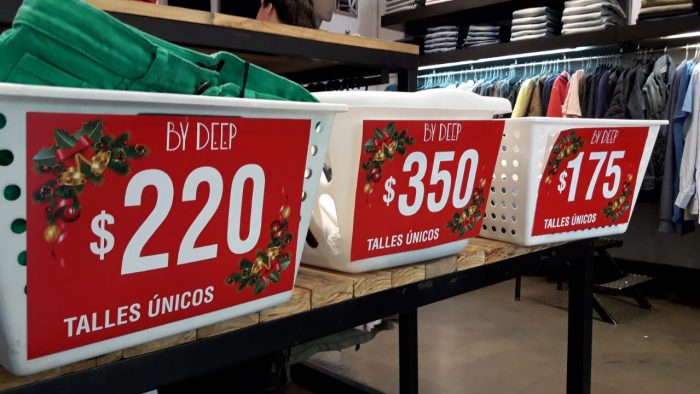 BY DEEP
$220
TALLES ÚNICOS
BY DEEP
$350
TALLES ÚNICOS
BY DEEP
$175
TALLES ÚNICOS